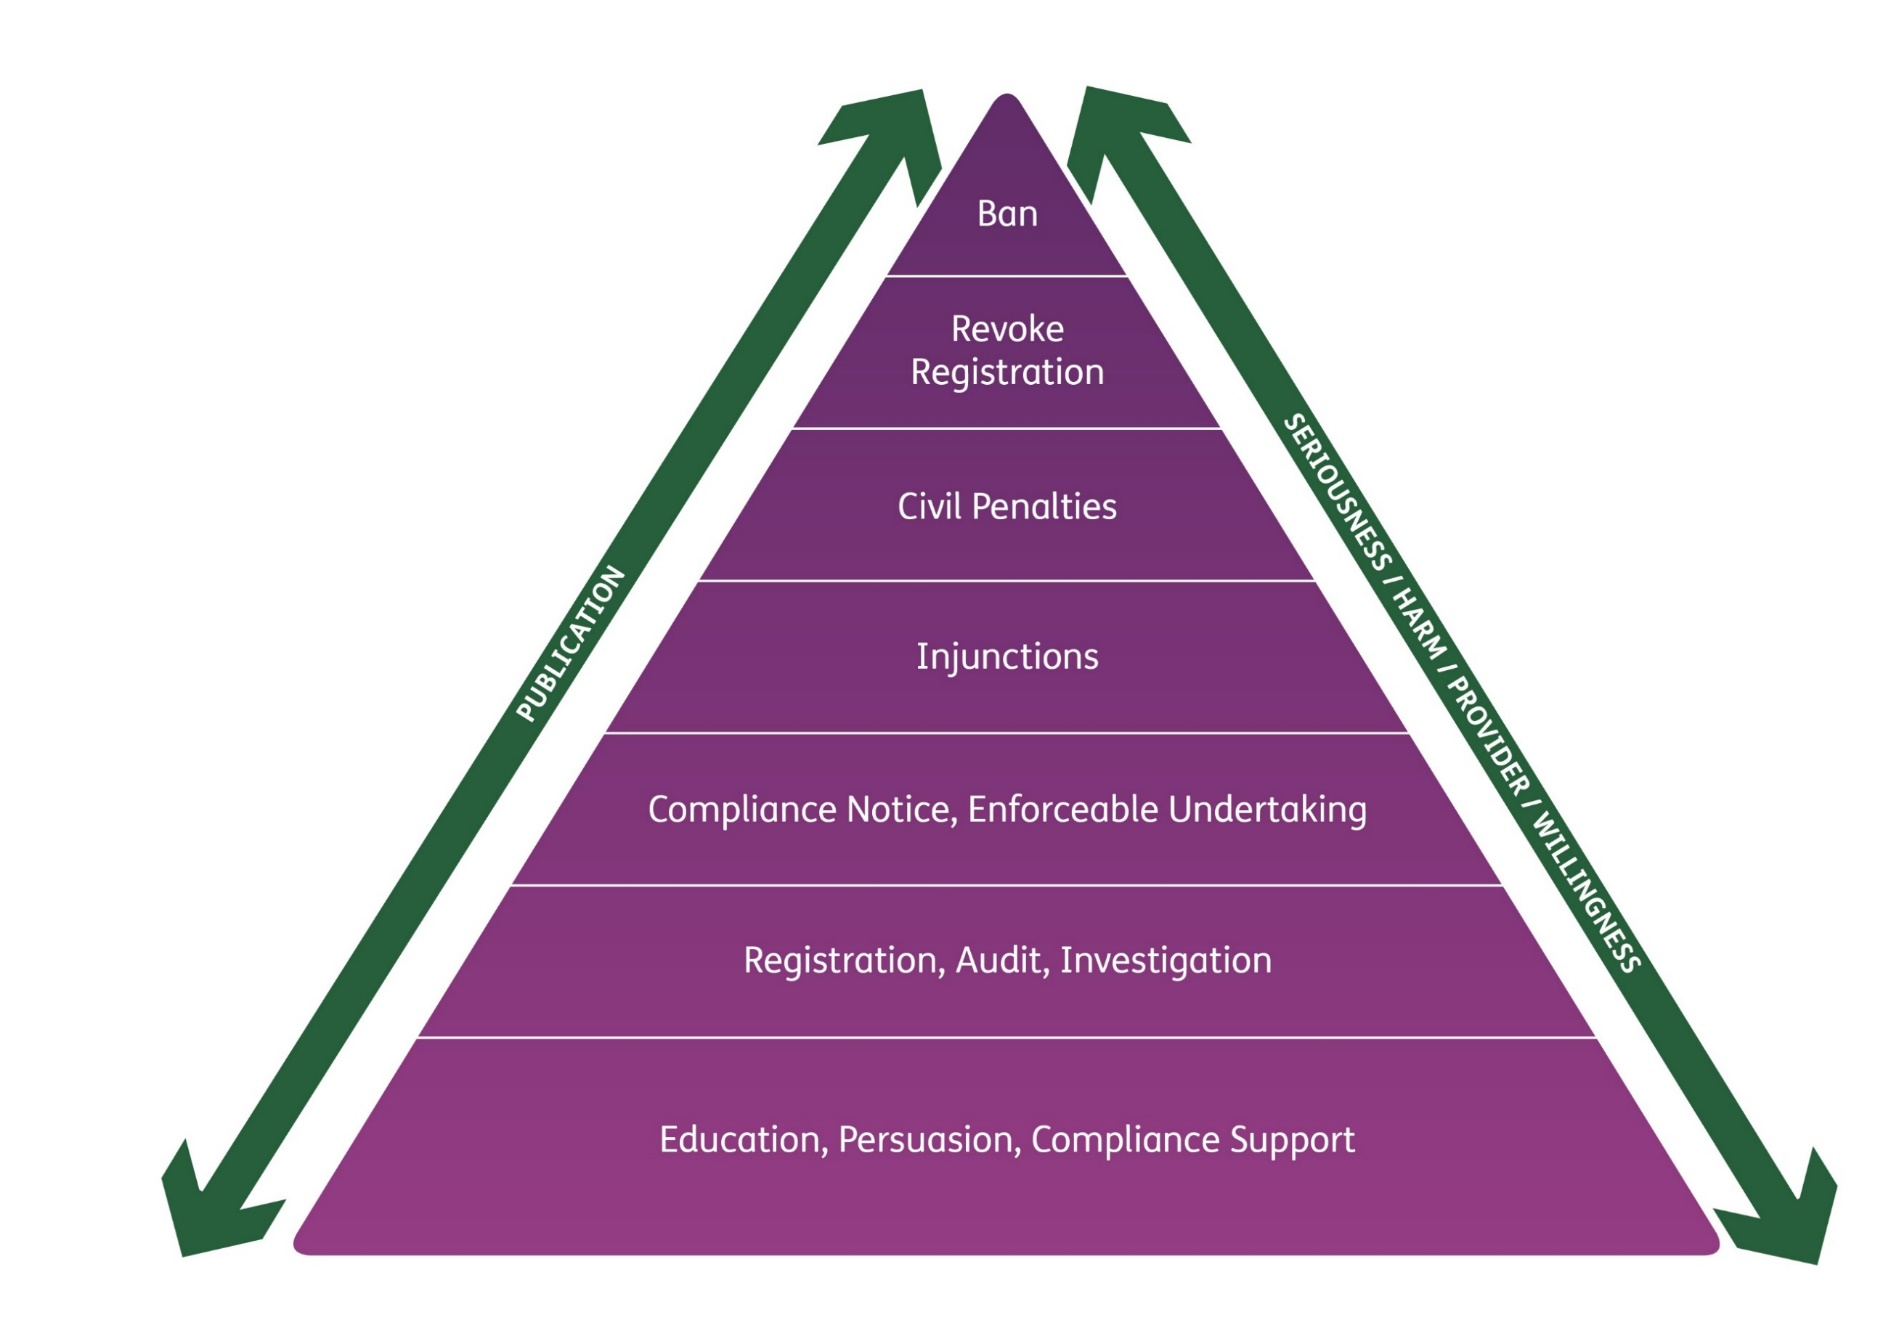 Ban
Revoke
Registration
Civil Penalties
Injunctions
Compliance Notice, Enforceable Undertaking
Registration, Audit, Investigation
Education, Persuasion, Compliance Support
PUBLICATION
SERIOUSNESS / HARM / PROVIDER / WILLINGNESS